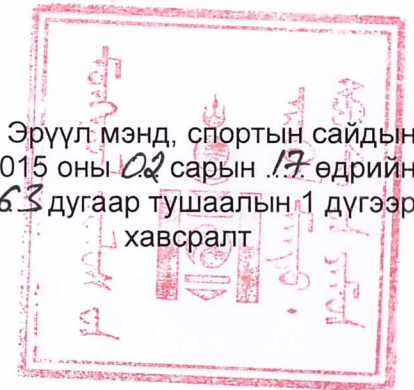 Эрүүл мэнд, спортын сайдын
015 оны 02 сарын 17 өдрийн
63 дугаар тушаалын 1 дүгээр
хавсралт